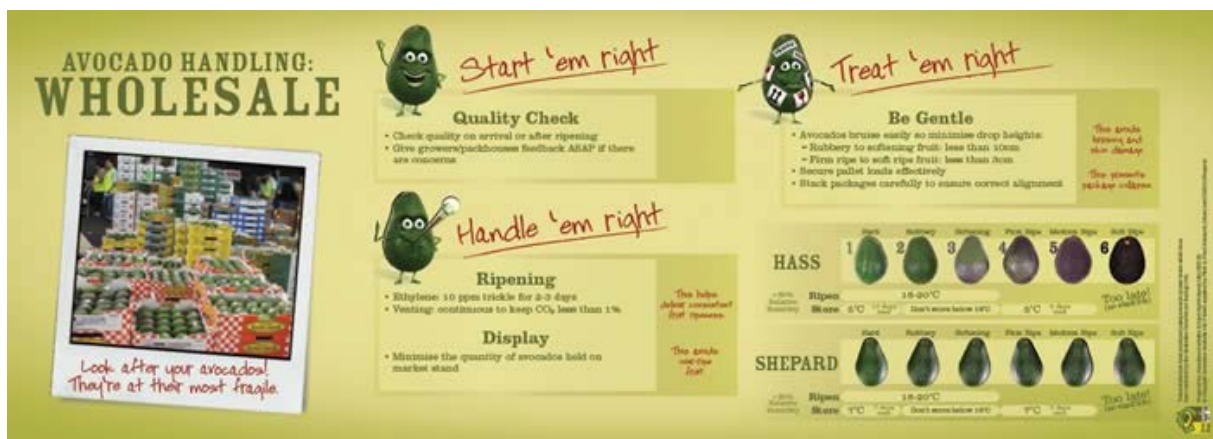 AVOCADO HANDLING:
WHOLESALE
Look after your avocados!
They're at their most fragile.
Start 'em right
Quality Check
• Check quality on arrival or after ripening
• Give growers/packhouses feedback ASAP if there
are concerns
Handle 'em right
Ripening
• Ethylene: 10 ppm trickle for 2-3 days
• Venting: continuous to keep CO₂ less than 1%
This helps
deliver consistent
fruit ripeness
Display
• Minimise the quantity of avocados held on
market stand
This avoids
over-ripe
fruit
Treat 'em right
Be Gentle
• Avocados bruise easily so minimise drop heights:
– Rubbery to softening fruit: less than 10cm
– Firm ripe to soft ripe fruit: less than 5cm
• Secure pallet loads effectively
• Stack packages carefully to ensure correct alignment
This avoids
bruising and
skin damage
This prevents
package collapse
Hard Rubbery Softening Firm Ripe Medium Ripe Soft Ripe
1 2 3 4 5 6
HASS
Ripen 18-20°C
Store 5°C Don't store below 18°C 5°C
Too late!
Hard Rubbery Softening Firm Ripe Medium Ripe Soft Ripe
SHEPARD
Ripen 18-20°C
Store 7°C Don't store below 18°C 7°C
Too late!